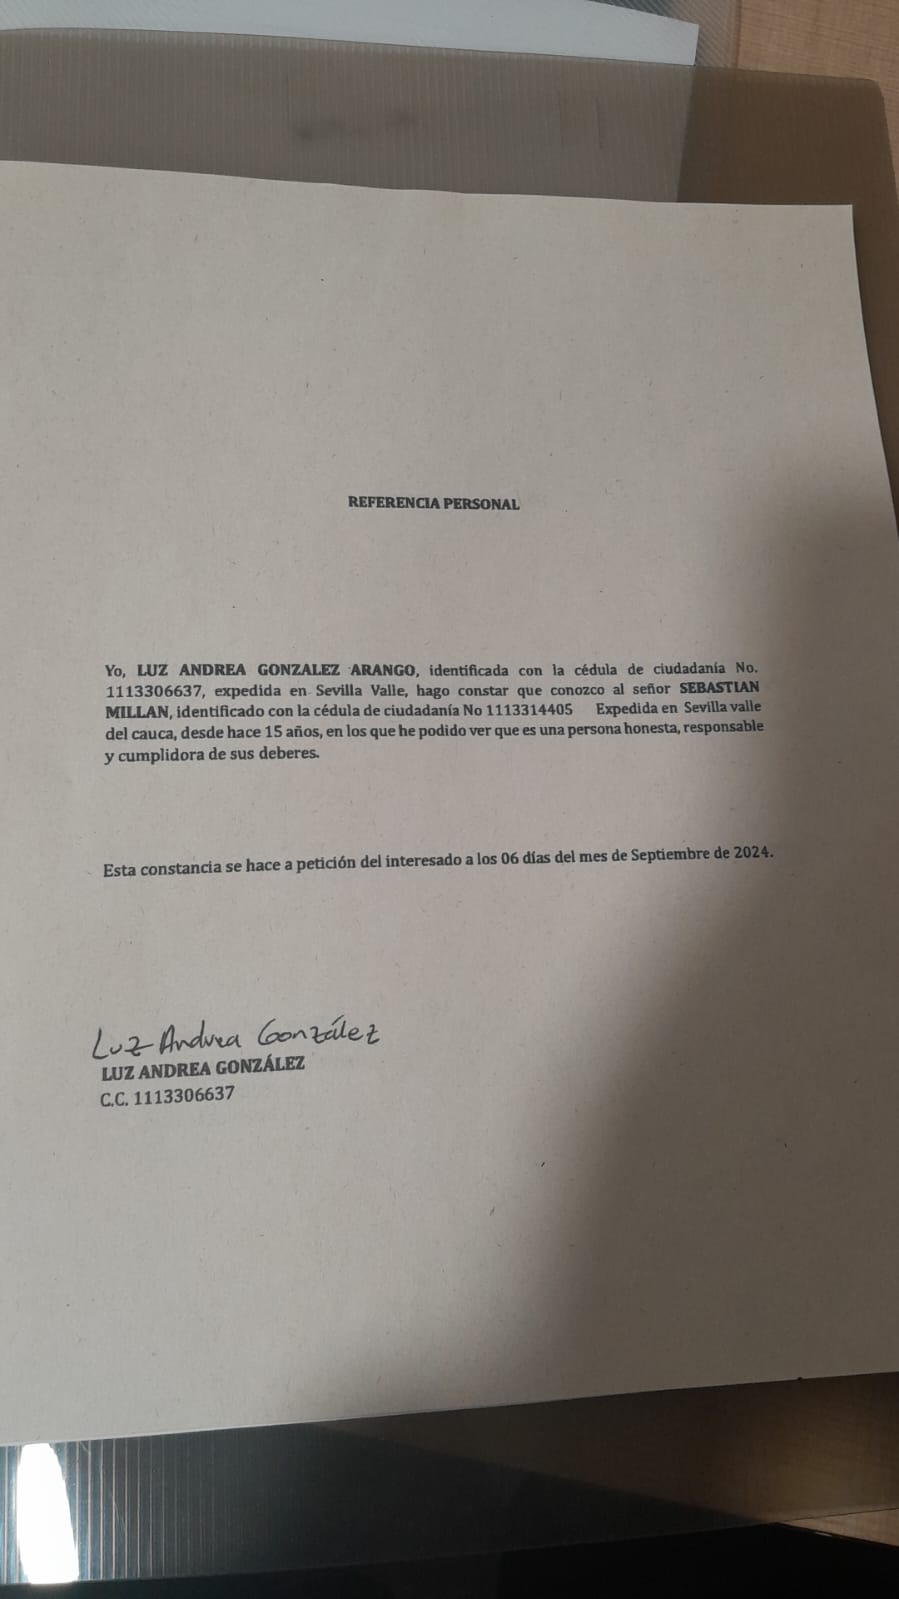 REFERENCIA PERSONAL
Yo, LUZ ANDREA GONZALEZ ARANGO, identificada con la cédula de ciudadanía No.
1113306637, expedida en Sevilla Valle, hago constar que conozco al señor SEBASTIAN
MILLAN, identificado con la cédula de ciudadanía No 1113314405 Expedida en Sevilla valle
del cauca, desde hace 15 años, en los que he podido ver que es una persona honesta, responsable
y cumplidora de sus deberes.
Esta constancia se hace a petición del interesado a los 06 días del mes de Septiembre de 2024.
Luz Andrea González
LUZ ANDREA GONZÁLEZ
C.C. 1113306637